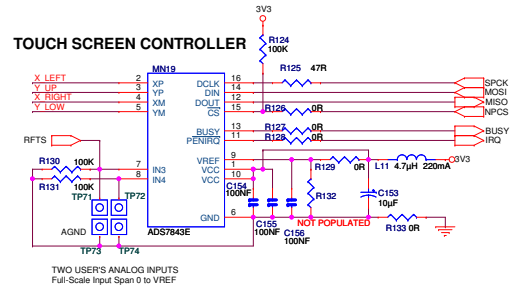 3V3
TOUCH SCREEN CONTROLLER
R124
100K
MN19
R125 47R
X_LEFT 2 XP DCLK 16 SPCK
Y_UP 3 YP DIN 14 MOSI
X_RIGHT 4 XM DOUT 12 MISO
Y_LOW 5 YM CS 15 R126 0R NPCS
RFTS
BUSY 13 R127 0R BUSY
PENIRQ 11 R128 0R IRQ
R130 100K
VREF 9 R129 0R L11 4.7µH 220mA 3V3
7 IN3 VCC 1
R131 100K 8 IN4 VCC 10
TP71 TP72
C154 100NF
R132
C153
10µF
AGND
GND 6
NOT POPULATED
C155
100NF
C156
100NF
R133 0R
TP73 TP74
ADS7843E
TWO USER'S ANALOG INPUTS
Full-Scale Input Span 0 to VREF